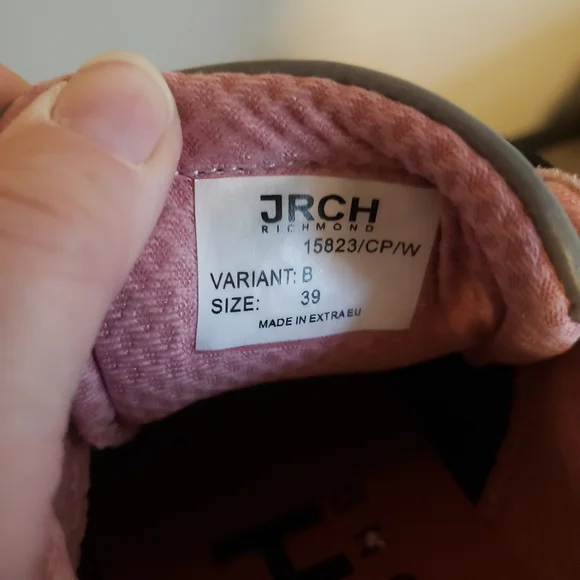 JRCH
RICHMOND
15823/CP/W
VARIANT: B
SIZE: 39
MADE IN EXTRA EU